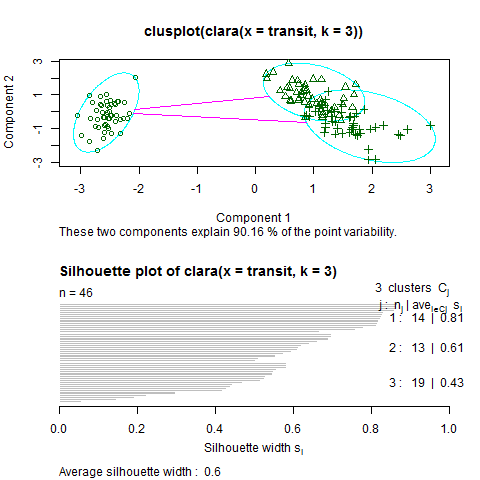 clusplot(clara(x = transit, k = 3))
Component 2
3
1
-1
-3
-3 -2 -1 0 1 2 3
Component 1
These two components explain 90.16 % of the point variability.
Silhouette plot of clara(x = transit, k = 3)
n = 46
3 clusters Cj
j : nj | avei∈Cj si
1 : 14 | 0.81
2 : 13 | 0.61
3 : 19 | 0.43
0.0 0.2 0.4 0.6 0.8 1.0
Silhouette width si
Average silhouette width : 0.6